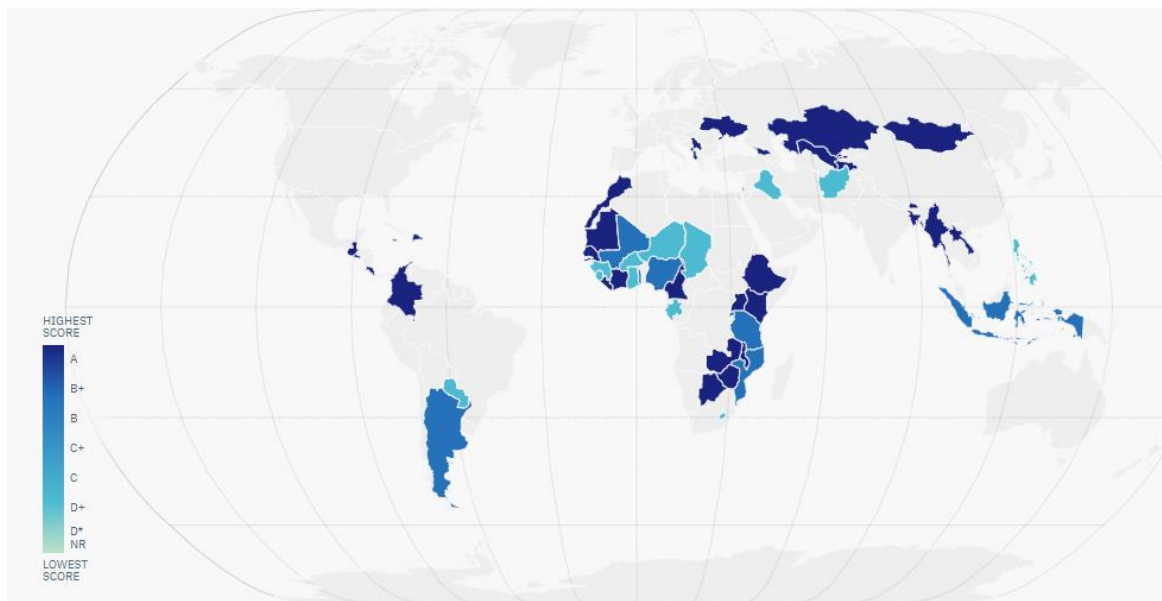 HIGHEST
SCORE
A
B+
B
C+
C
D+
D*
NR
LOWEST
SCORE